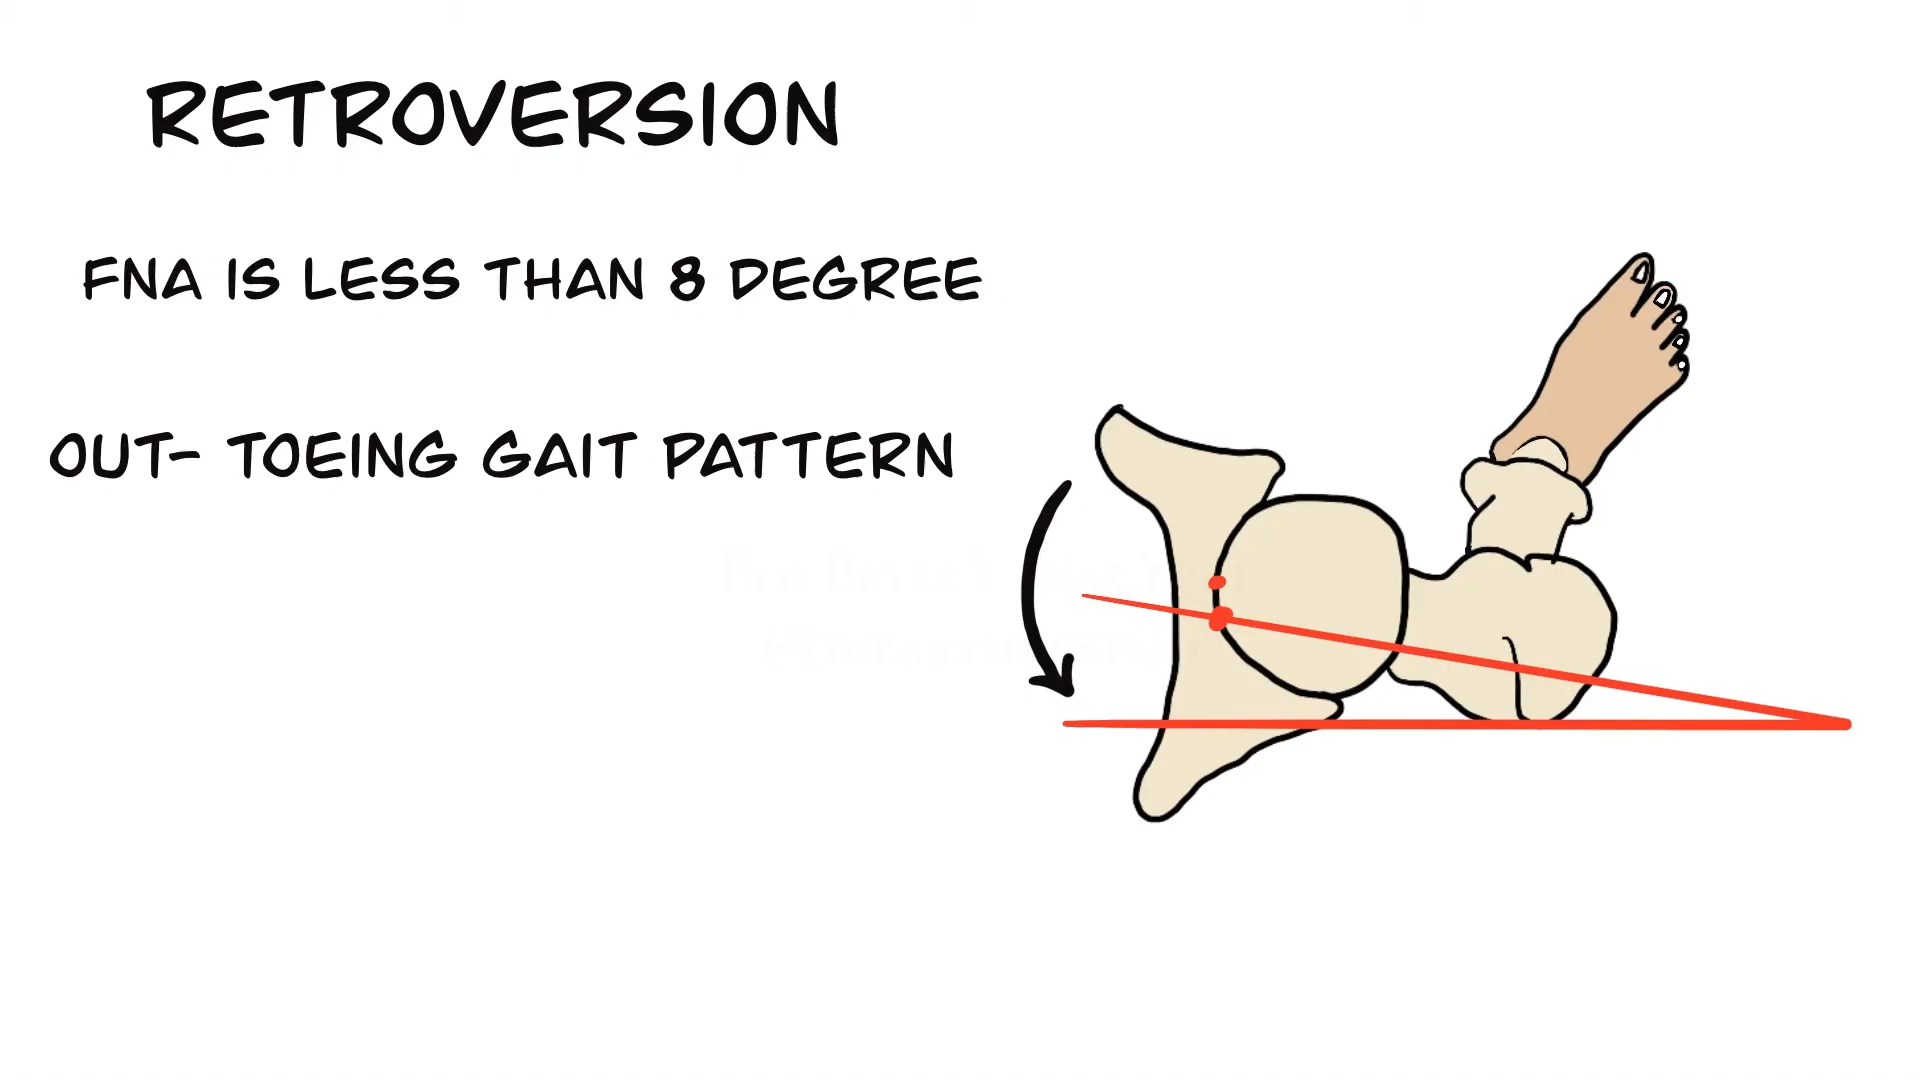 RETROVERSION
FNA IS LESS THAN 8 DEGREE
OUT- TOEING GAIT PATTERN